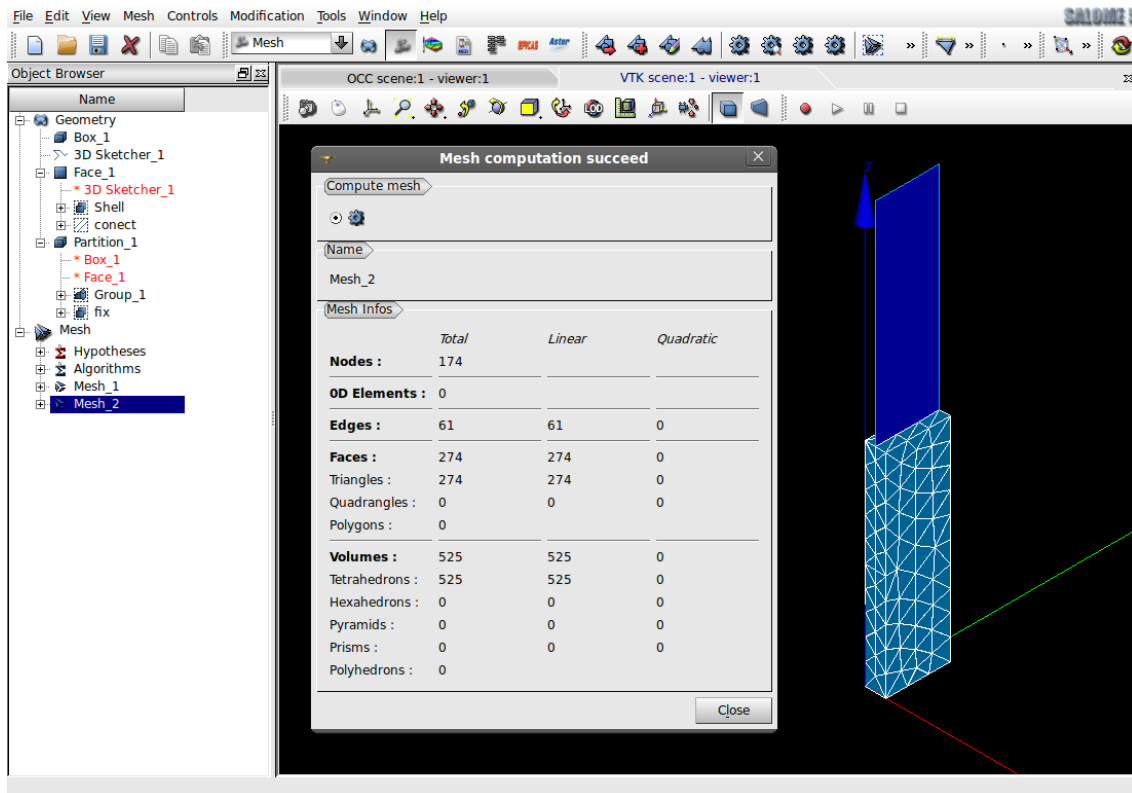 File Edit View Mesh Controls Modification Tools Window Help
SALOME
Mesh
EFICAS
Aster
»
»
»
»
Object Browser
OCC scene:1 - viewer:1
VTK scene:1 - viewer:1
Name
Geometry
Box_1
3D Sketcher_1
Face_1
* 3D Sketcher_1
Shell
conect
Partition_1
* Box_1
* Face_1
Group_1
fix
Mesh
Hypotheses
Algorithms
Mesh_1
Mesh_2
Mesh computation succeed
Compute mesh
Name
Mesh_2
Mesh Infos
Total Linear Quadratic
Nodes : 174
0D Elements : 0
Edges : 61 61 0
Faces : 274 274 0
Triangles : 274 274 0
Quadrangles : 0 0 0
Polygons : 0
Volumes : 525 525 0
Tetrahedrons : 525 525 0
Hexahedrons : 0 0 0
Pyramids : 0 0 0
Prisms : 0 0 0
Polyhedrons : 0
Close
Z